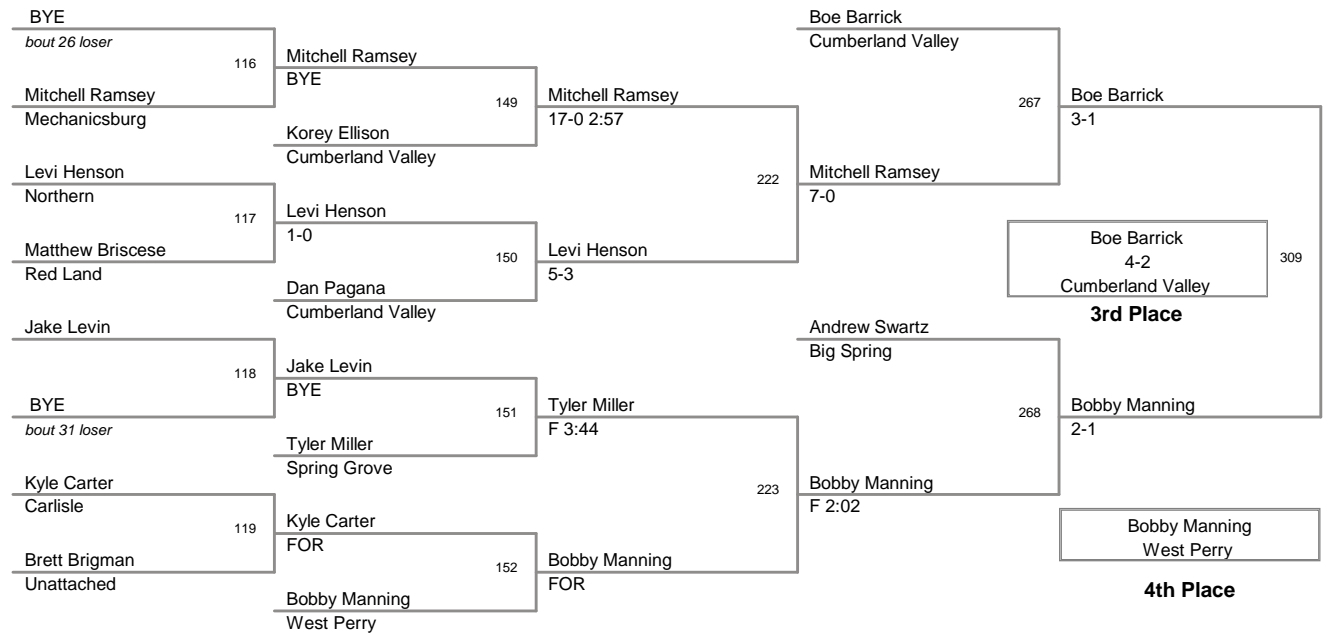 BYE
bout 26 loser
116
Mitchell Ramsey
Mechanicsburg
Levi Henson
Northern
117
Matthew Briscese
Red Land
Jake Levin
118
BYE
bout 31 loser
Kyle Carter
Carlisle
119
Brett Brigman
Unattached
Mitchell Ramsey
BYE
149
Korey Ellison
Cumberland Valley
Levi Henson
1-0
150
Dan Pagana
Cumberland Valley
Jake Levin
BYE
151
Tyler Miller
Spring Grove
Kyle Carter
FOR
152
Bobby Manning
West Perry
Mitchell Ramsey
17-0 2:57
222
Levi Henson
5-3
Tyler Miller
F 3:44
223
Bobby Manning
FOR
Boe Barrick
Cumberland Valley
267
Mitchell Ramsey
7-0
Andrew Swartz
Big Spring
268
Bobby Manning
F 2:02
Boe Barrick
3-1
309
Bobby Manning
2-1
Boe Barrick
4-2
Cumberland Valley
3rd Place
Bobby Manning
West Perry
4th Place